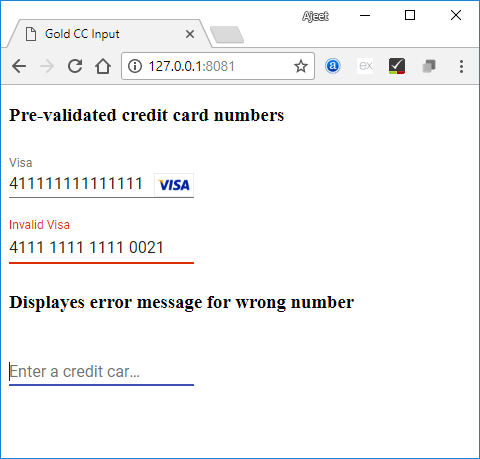 Ajeet
Gold CC Input
127.0.0.1:8081
ex
Pre-validated credit card numbers
Visa
411111111111111 VISA
Invalid Visa
4111 1111 1111 0021
Displayes error message for wrong number
Enter a credit car...